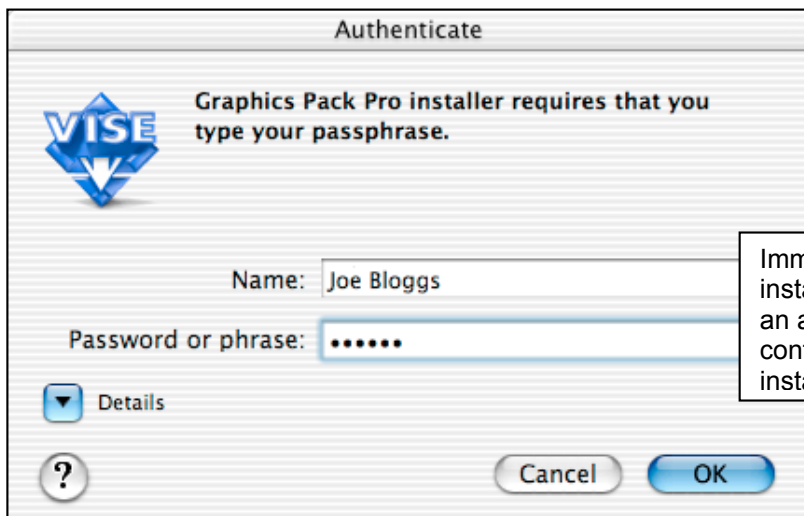 Authenticate
VISE
Graphics Pack Pro installer requires that you
type your passphrase.
Name: Joe Bloggs
Password or phrase: ••••••
Details
?
Cancel
OK
an